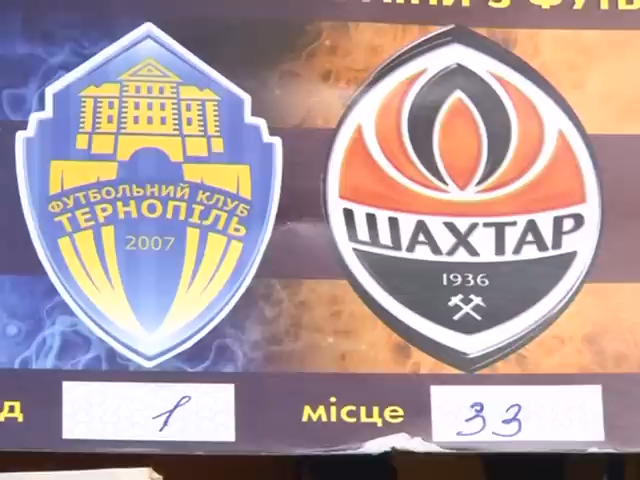 ФУТБОЛЬНИЙ КЛУБ
ТЕРНОПІЛЬ
2007
ШАХТАР
1936
д 1 місце 33